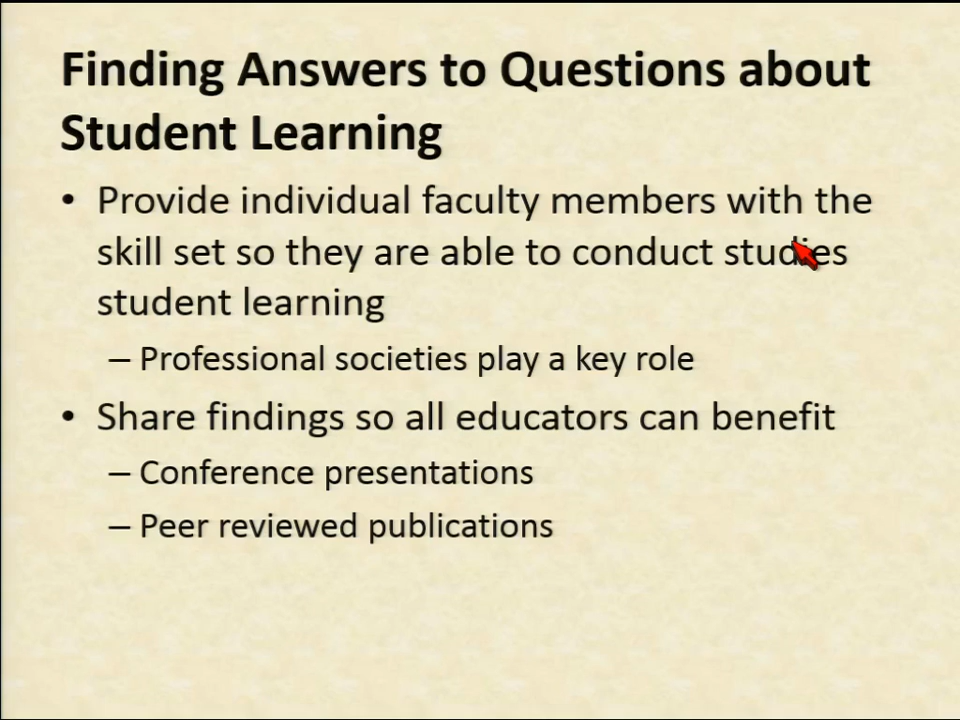 Finding Answers to Questions about
Student Learning
• Provide individual faculty members with the
skill set so they are able to conduct studies
student learning
– Professional societies play a key role
• Share findings so all educators can benefit
– Conference presentations
– Peer reviewed publications